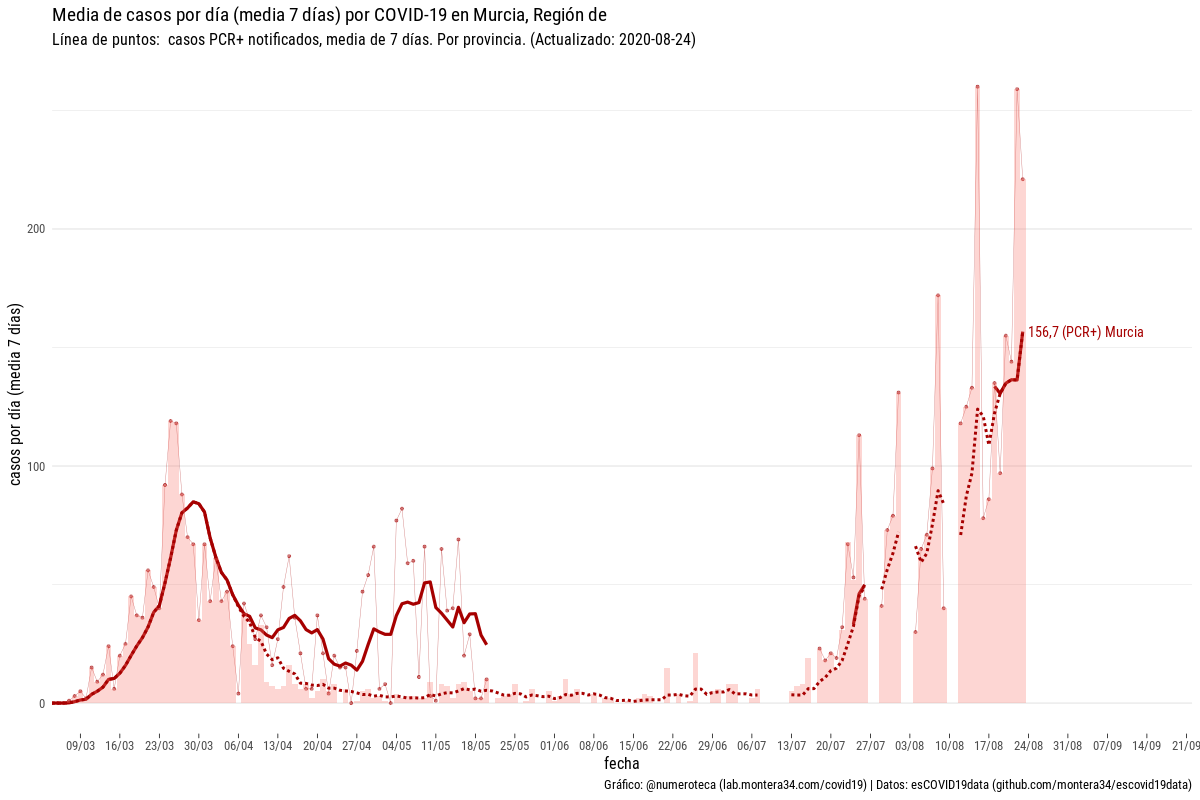 Media de casos por día (media 7 días) por COVID-19 en Murcia, Región de
Línea de puntos:  casos PCR+ notificados, media de 7 días. Por provincia. (Actualizado: 2020-08-24)
casos por día (media 7 días)
200
100
0
156,7 (PCR+) Murcia
09/03 16/03 23/03 30/03 06/04 13/04 20/04 27/04 04/05 11/05 18/05 25/05 01/06 08/06 15/06 22/06 29/06 06/07 13/07 20/07 27/07 03/08 10/08 17/08 24/08 31/08 07/09 14/09 21/09
fecha
Gráfico: @numeroteca (lab.montera34.com/covid19) | Datos: esCOVID19data (github.com/montera34/escovid19data)